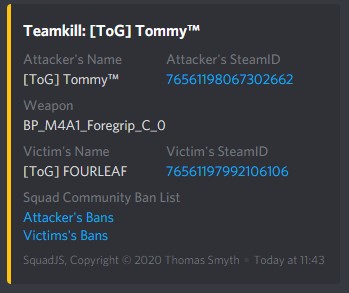 Teamkill: [ToG] Tommy™
Attacker's Name Attacker's SteamID
[ToG] Tommy™ 76561198067302662
Weapon
BP_M4A1_Foregrip_C_0
Victim's Name Victim's SteamID
[ToG] FOURLEAF 76561197992106106
Squad Community Ban List
Attacker's Bans
Victims's Bans
SquadJS, Copyright © 2020 Thomas Smyth • Today at 11:43